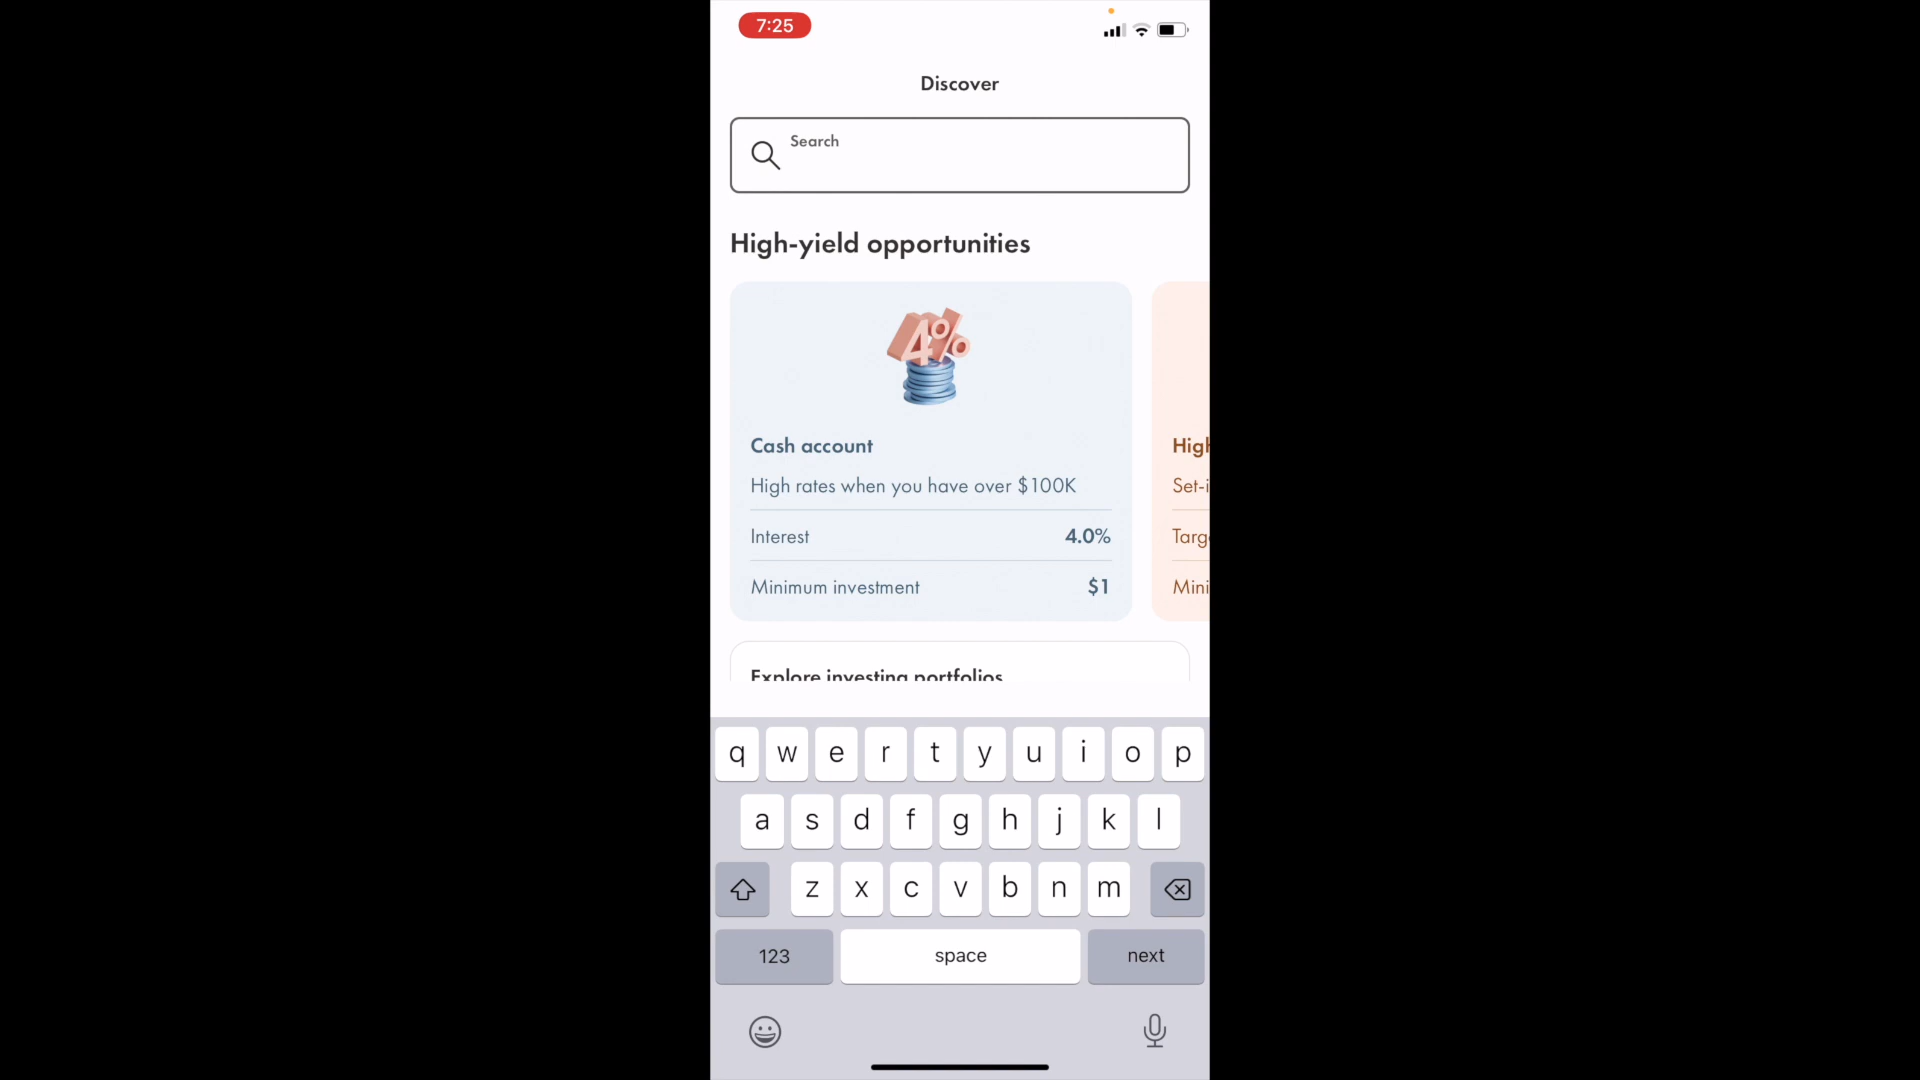 7:25
Discover
Search
High-yield opportunities
4%
Cash account
High rates when you have over $100K
Interest 4.0%
Minimum investment $1
High
Set-i
Targ
Mini
Explore investing portfolios
q w e r t y u i o p
a s d f g h j k l
z x c v b n m
123 space next